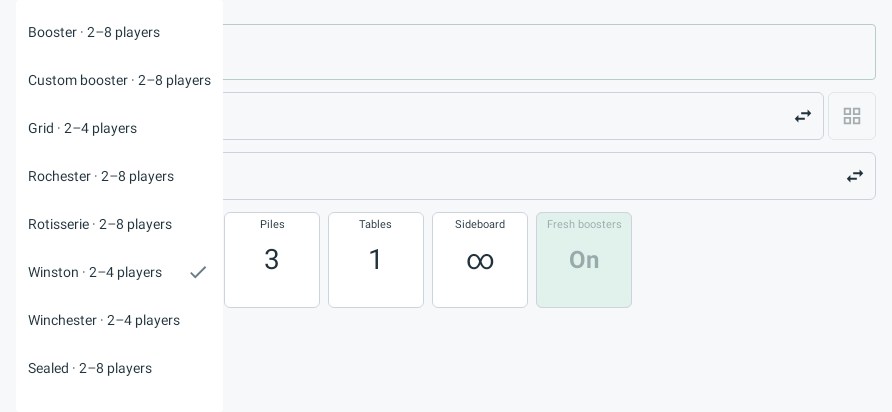 Booster · 2–8 players
Custom booster · 2–8 players
Grid · 2–4 players
Rochester · 2–8 players
Rotisserie · 2–8 players
Winston · 2–4 players
Winchester · 2–4 players
Sealed · 2–8 players
Piles
3
Tables
1
Sideboard
∞
Fresh boosters
On